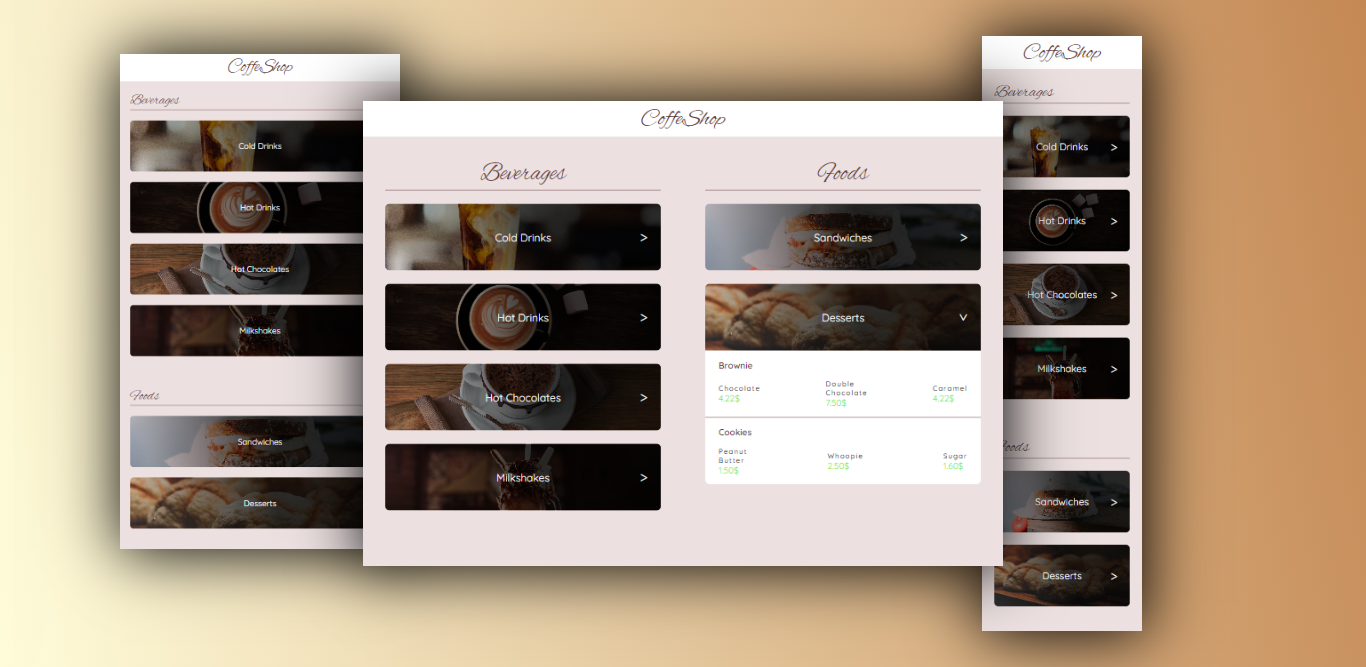 CoffeShop
Beverages
Cold Drinks
Hot Drinks
Hot Chocolates
Milkshakes
Foods
Sandwiches
Desserts
CoffeShop
Beverages
Cold Drinks >
Hot Drinks >
Hot Chocolates >
Milkshakes >
Foods
Sandwiches >
Desserts >
Brownie
Chocolate
4.22$
Double
Chocolate
7.50$
Caramel
4.22$
Cookies
Peanut
Butter
1.50$
Whoopie
2.50$
Sugar
1.60$
CoffeShop
Beverages
Cold Drinks >
Hot Drinks >
Hot Chocolates >
Milkshakes >
oods
Sandwiches >
Desserts >